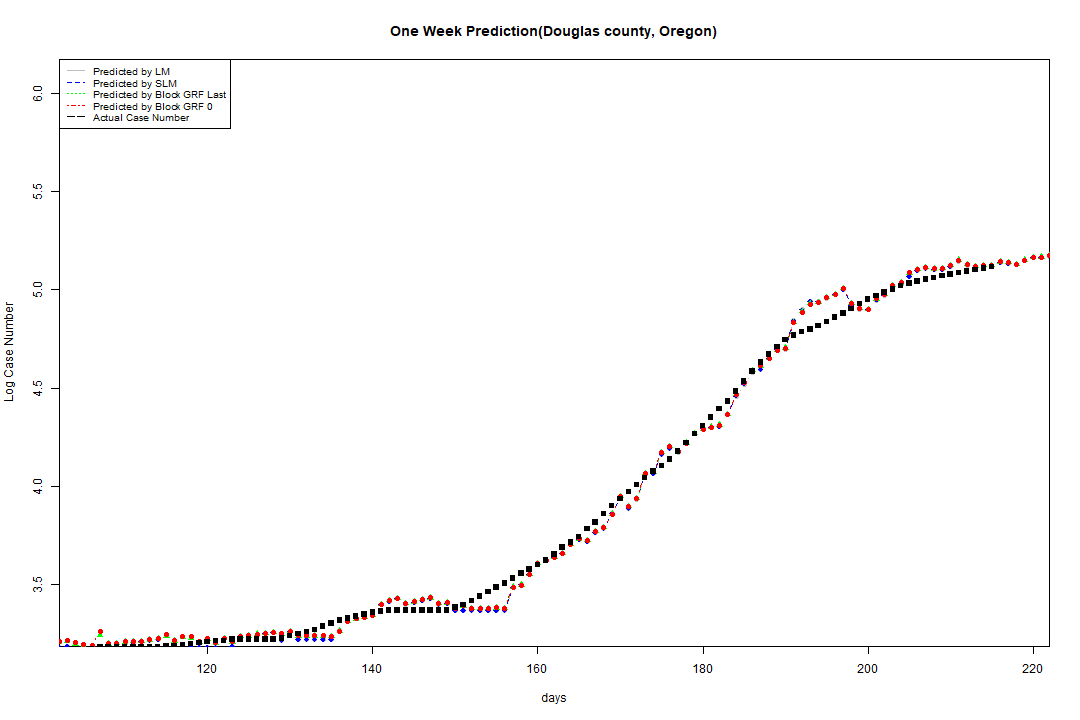 One Week Prediction(Douglas county, Oregon)
Predicted by LM
Predicted by SLM
Predicted by Block GRF Last
Predicted by Block GRF 0
Actual Case Number
6.0
5.5
5.0
4.5
4.0
3.5
Log Case Number
120 140 160 180 200 220
days